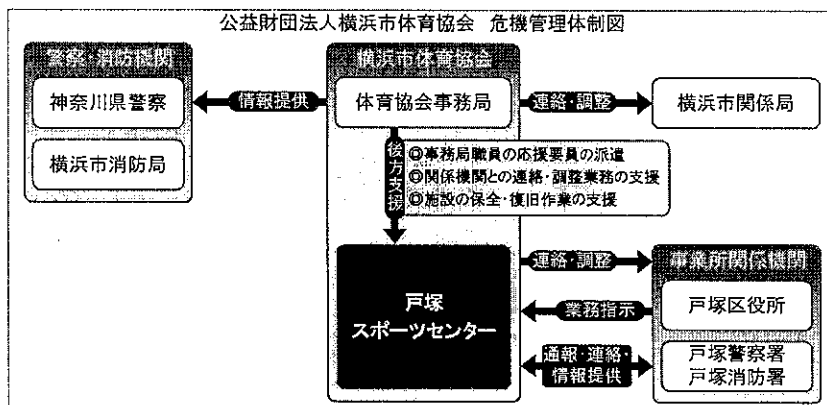 公益財団法人横浜市体育協会 危機管理体制図
警察・消防機関
神奈川県警察
横浜市消防局
情報提供
横浜市体育協会
体育協会事務局
連絡・調整
横浜市関係局
後方支援
◎事務局職員の応援要員の派遣
◎関係機関との連絡・調整業務の支援
◎施設の保全・復旧作業の支援
戸塚
スポーツセンター
連絡・調整
業務指示
通報・連絡・
情報提供
事業所関係機関
戸塚区役所
戸塚警察署
戸塚消防署